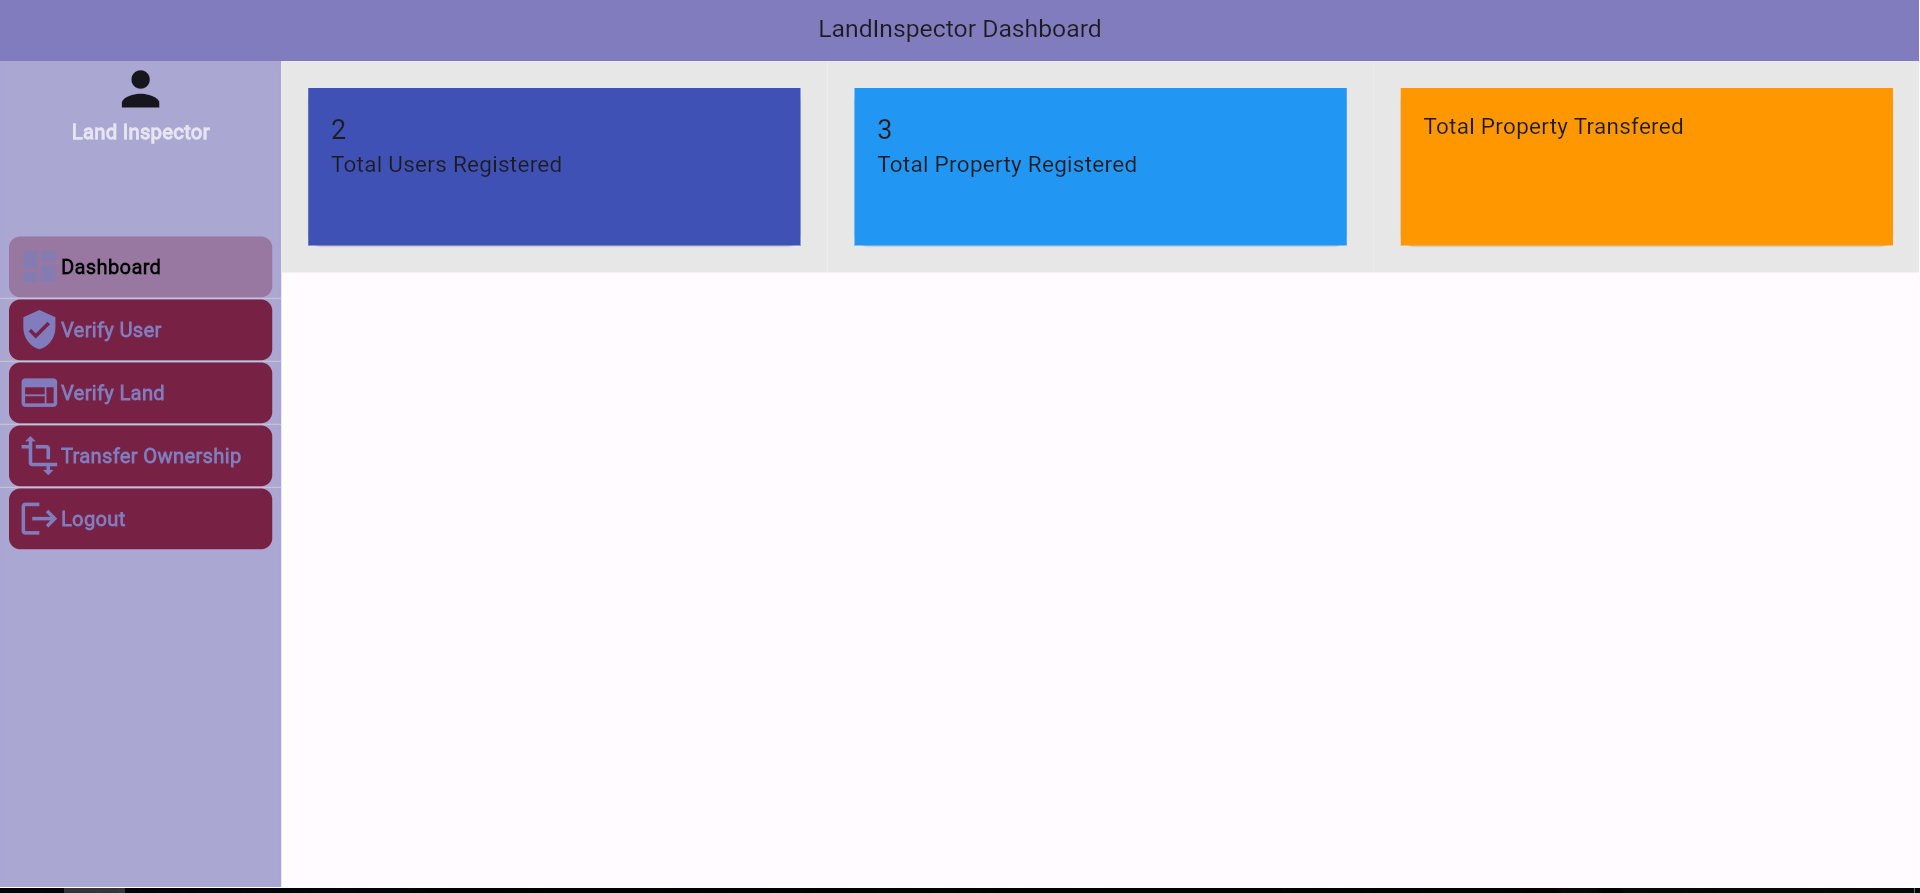 LandInspector Dashboard
Land Inspector
Dashboard
Verify User
Verify Land
Transfer Ownership
Logout
2
Total Users Registered
3
Total Property Registered
Total Property Transfered